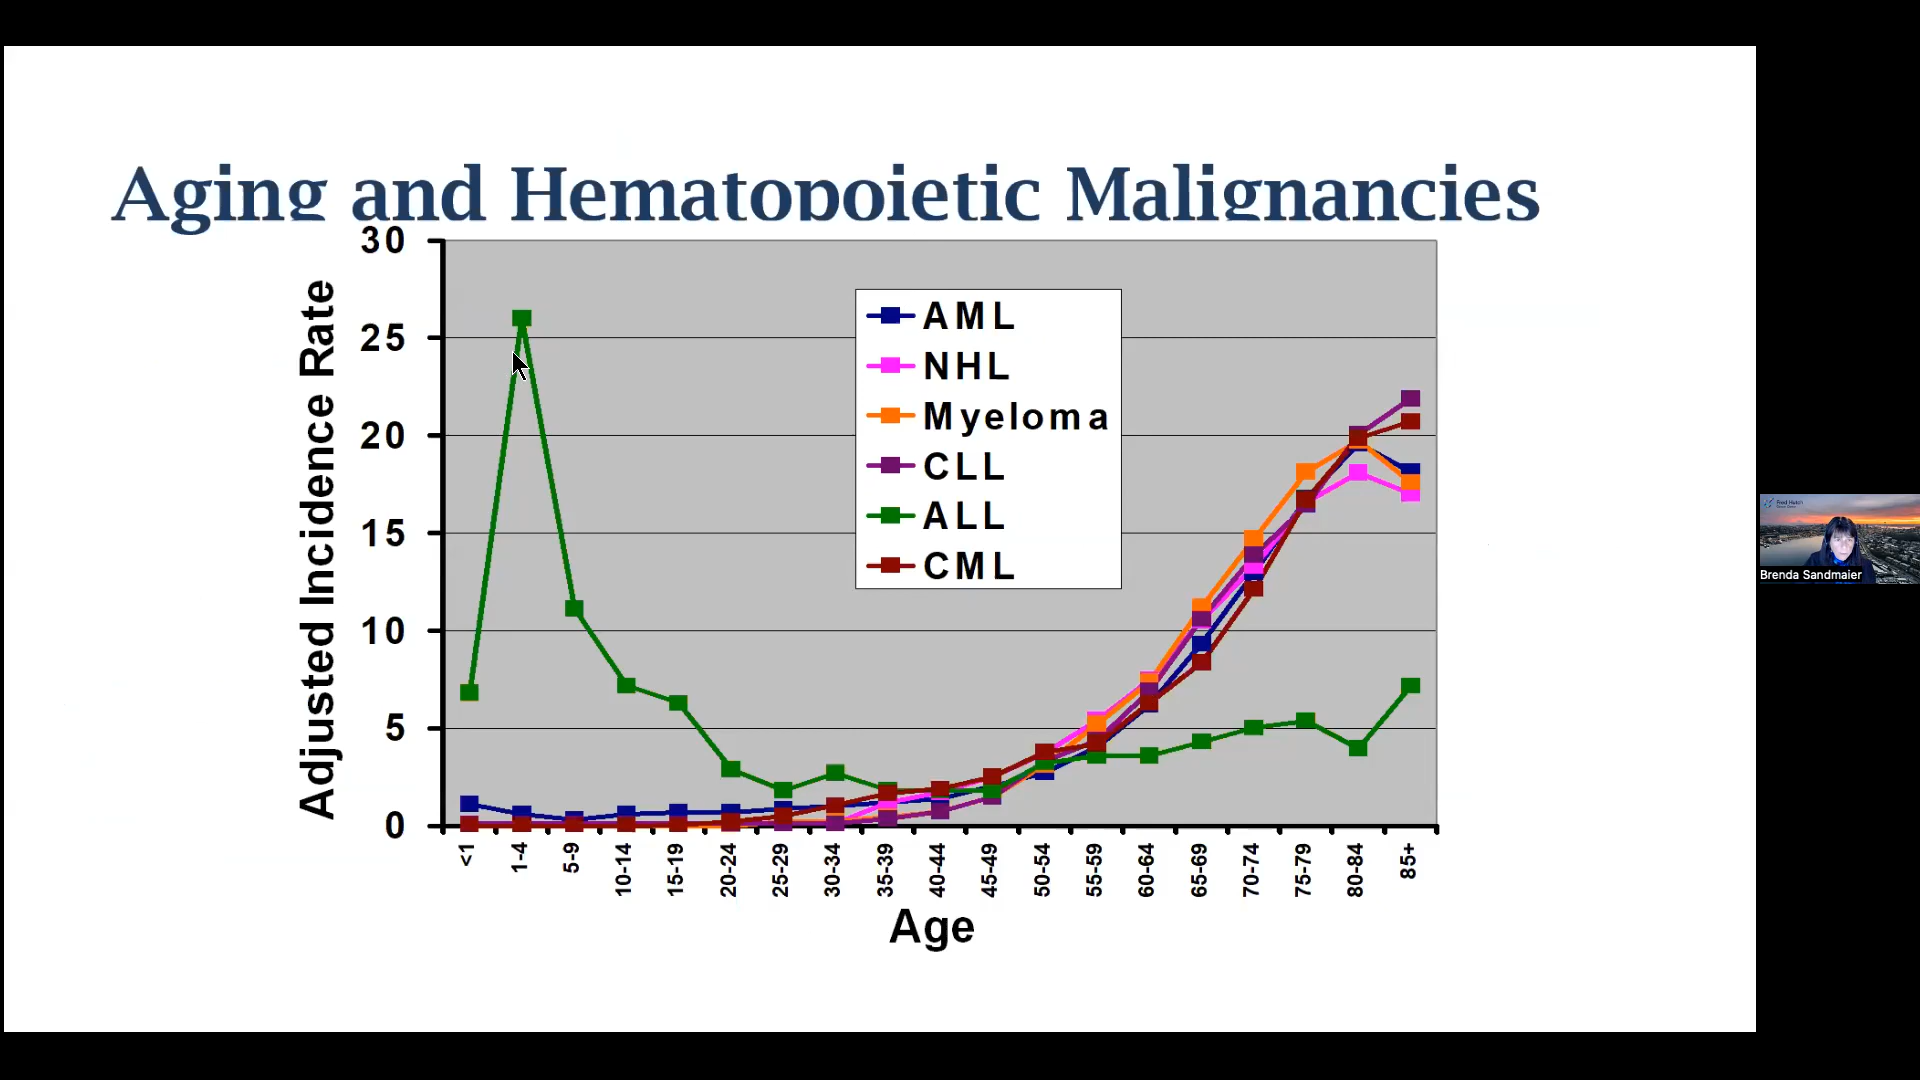 Aging and Hematopoietic Malignancies
Adjusted Incidence Rate
30
25
20
15
10
5
0
AML
NHL
Myeloma
CLL
ALL
CML
<1
1-4
5-9
10-14
15-19
20-24
25-29
30-34
35-39
40-44
45-49
50-54
55-59
60-64
65-69
70-74
75-79
80-84
85+
Age
Fred Hutch
Brenda Sandmaier